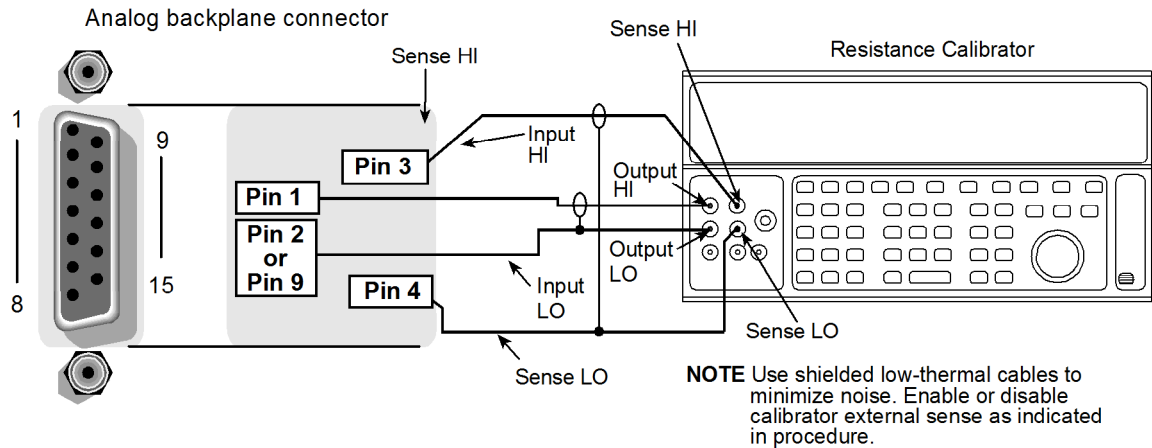 Analog backplane connector
Sense HI
Sense HI
Resistance Calibrator
1
9
Input
HI
Pin 3
Output
HI
Pin 1
Pin 2
or
Pin 9
Output
LO
8
15
Pin 4
Input
LO
Sense LO
Sense LO
NOTE Use shielded low-thermal cables to
minimize noise. Enable or disable
calibrator external sense as indicated
in procedure.